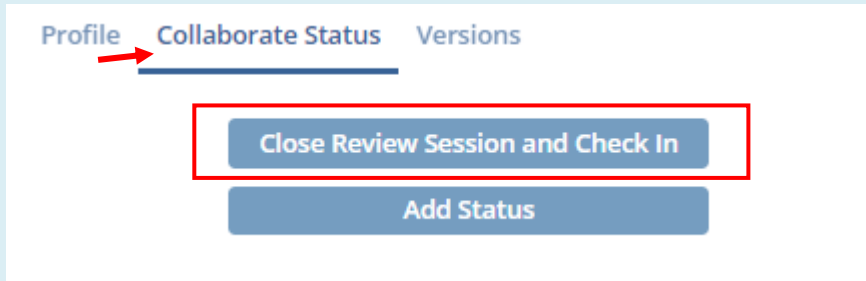 Profile Collaborate Status Versions
Close Review Session and Check In
Add Status